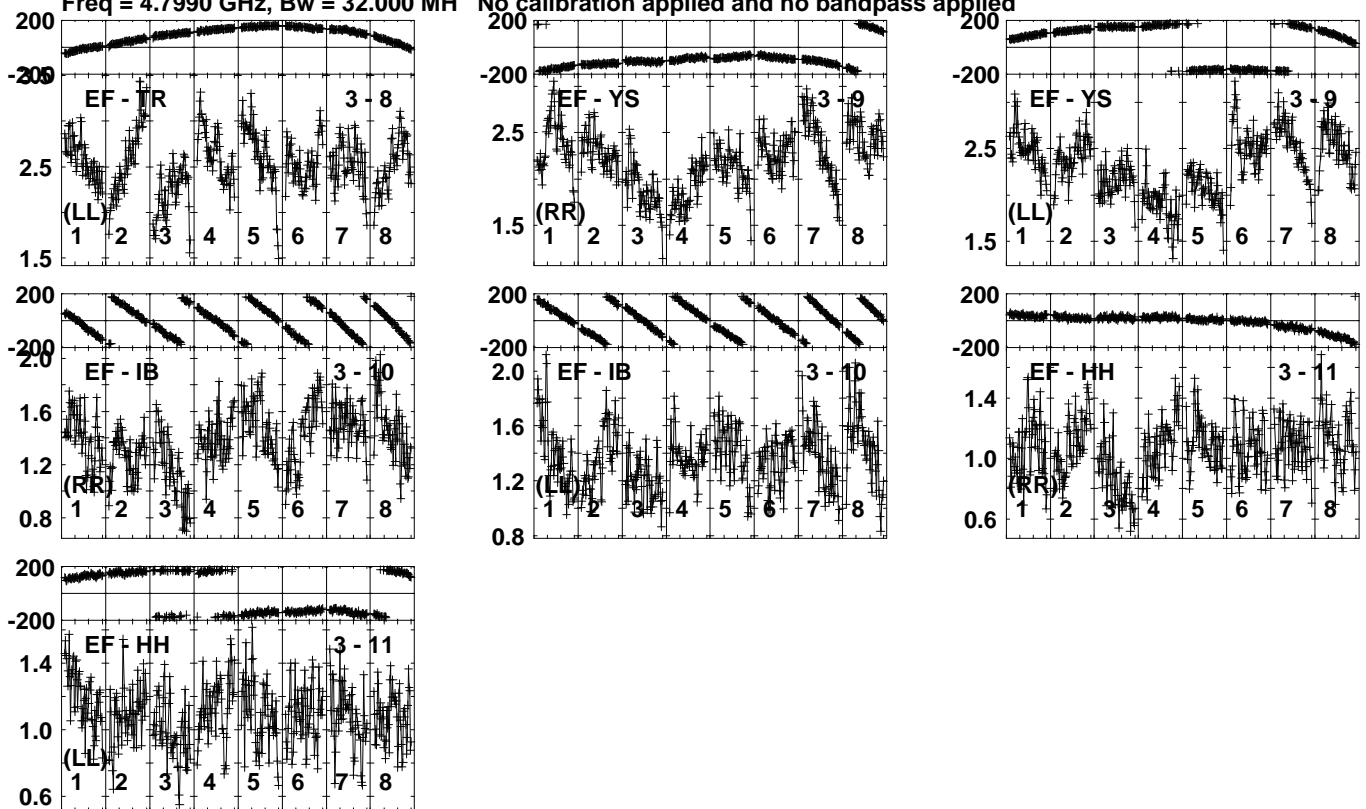 Freq = 4.7990 GHz, Bw = 32.000 MH No calibration applied and no bandpass applied
200
-200
3.5
EF - TR 3 - 8
2.5
(LL)
1 2 3 4 5 6 7 8
1.5
200
-200
EF - YS 3 - 9
2.5
(RR)
1.5
1 2 3 4 5 6 7 8
200
-200
EF - YS 3 - 9
2.5
(LL)
1.5
1 2 3 4 5 6 7 8
200
-200
2.0
EF - IB 3 - 10
1.6
1.2
(RR)
0.8
1 2 3 4 5 6 7 8
200
-200
2.0
EF - IB 3 - 10
1.6
1.2
(LL)
1 2 3 4 5 6 7 8
0.8
200
-200
EF - HH 3 - 11
1.4
1.0
(RR)
0.6
1 2 3 4 5 6 7 8
200
-200
EF - HH 3 - 11
1.4
1.0
(LL)
1 2 3 4 5 6 7 8
0.6